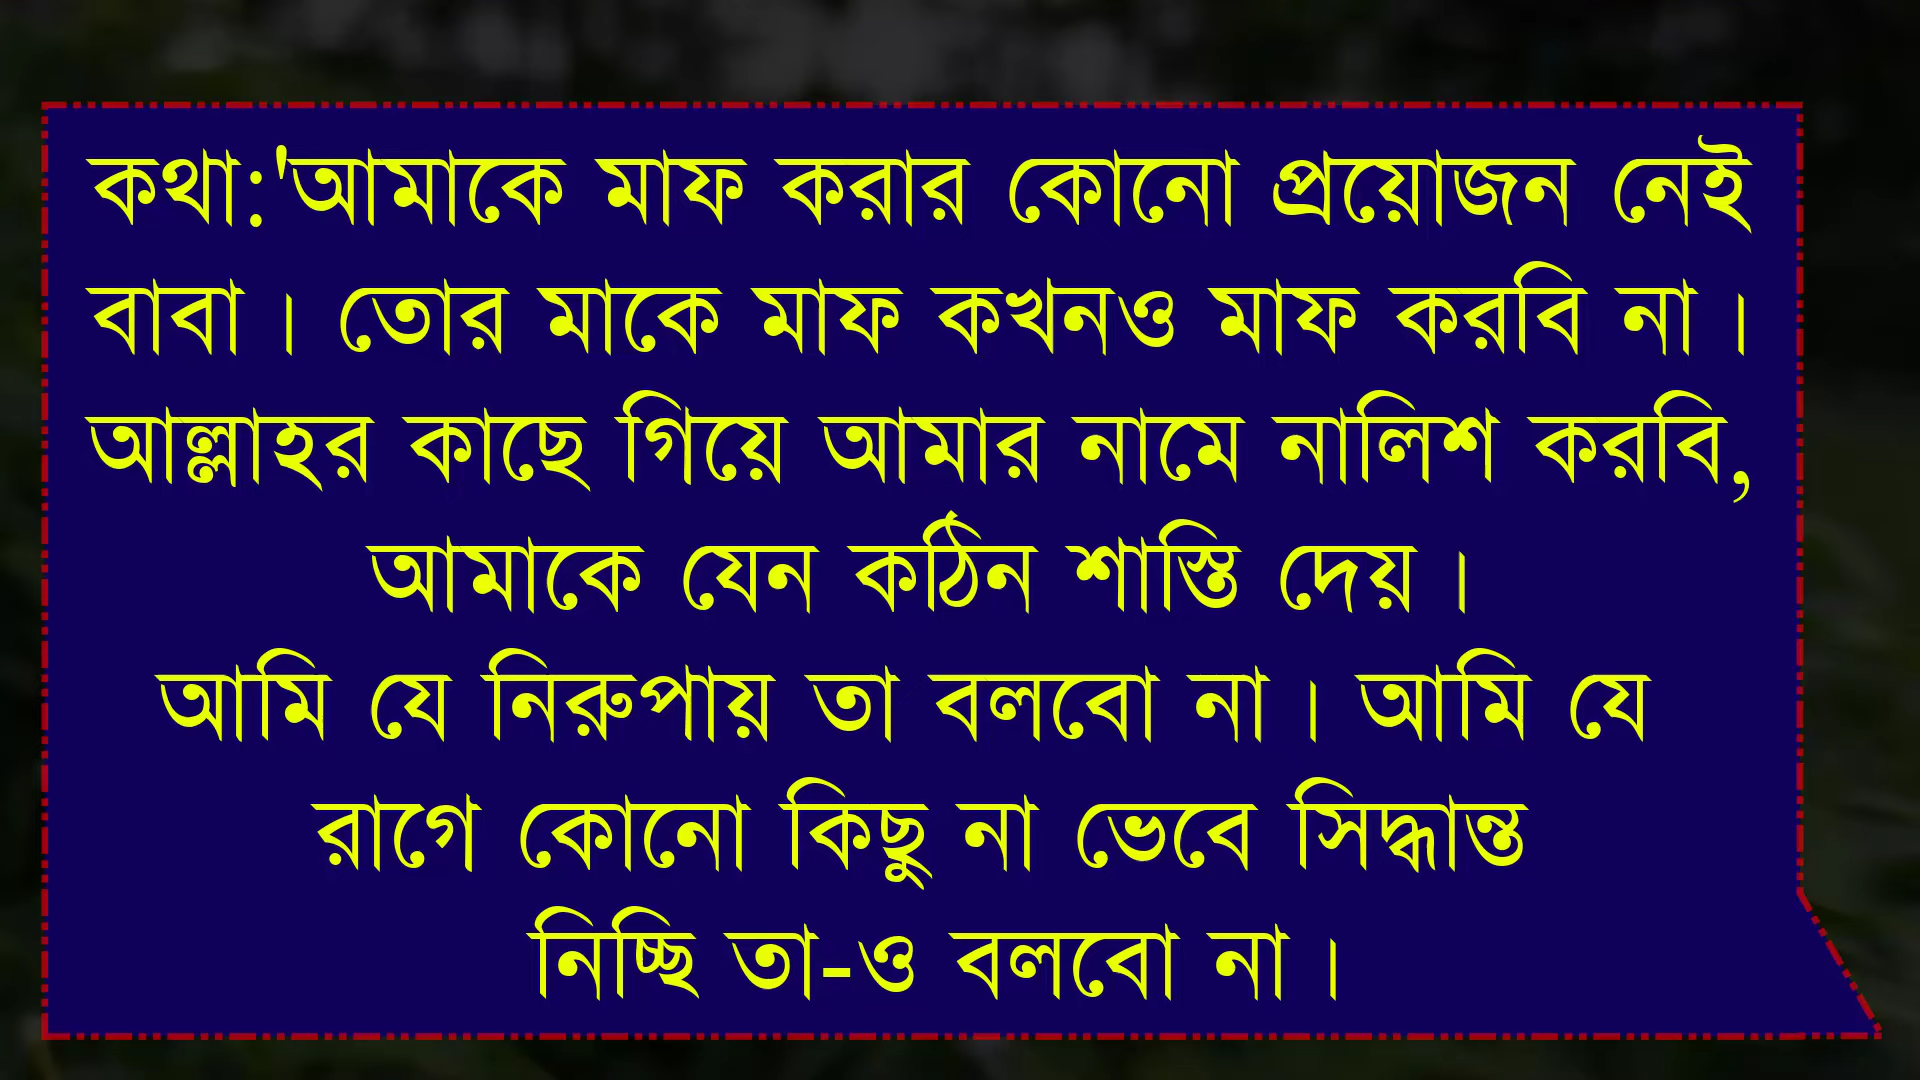 কথা:'আমাকে মাফ করার কোনো প্রয়োজন নেই
বাবা। তোর মাকে মাফ কখনও মাফ করবি না।
আল্লাহর কাছে গিয়ে আমার নামে নালিশ করবি,
আমাকে যেন কঠিন শাস্তি দেয়।
আমি যে নিরুপায় তা বলবো না। আমি যে
রাগে কোনো কিছু না ভেবে সিদ্ধান্ত
নিচ্ছি তা-ও বলবো না।